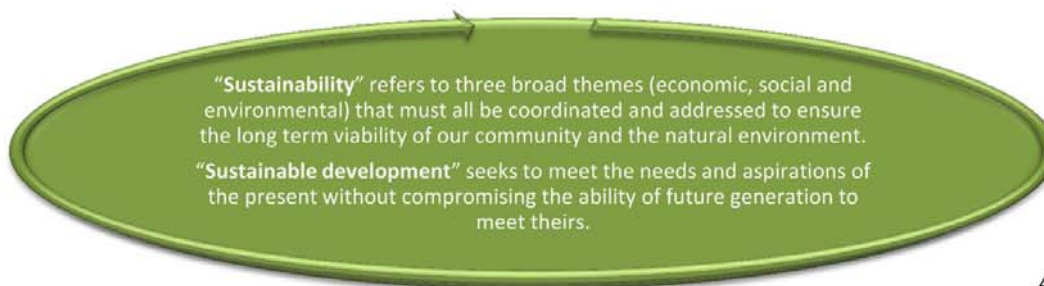 “Sustainability” refers to three broad themes (economic, social and
environmental) that must all be coordinated and addressed to ensure
the long term viability of our community and the natural environment.
“Sustainable development” seeks to meet the needs and aspirations of
the present without compromising the ability of future generation to
meet theirs.